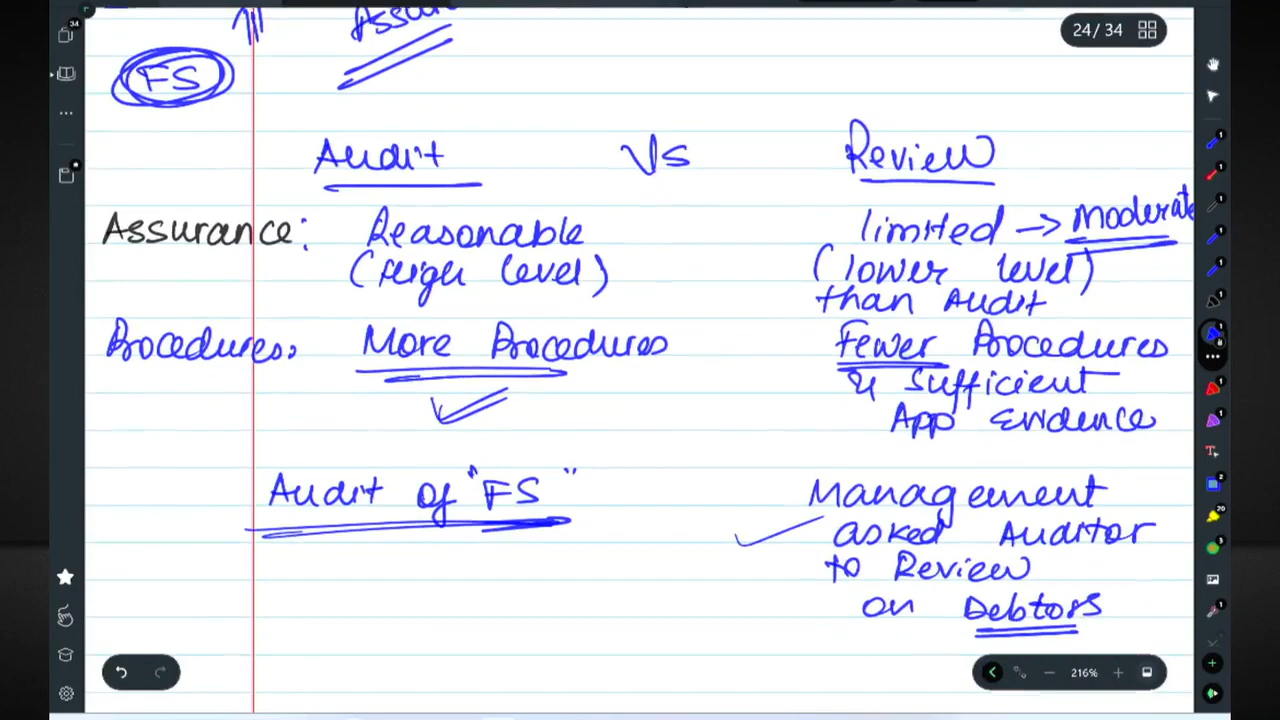 24/34
FS
Audit Vs Review
Assurance: Reasonable limited → Moderate
(High level) (lower level)
than Audit
Procedures: More Procedures Fewer Procedures
& Sufficient
App Evidence
Audit of "FS" Management
asked Auditor
to Review
on Debtors
216%